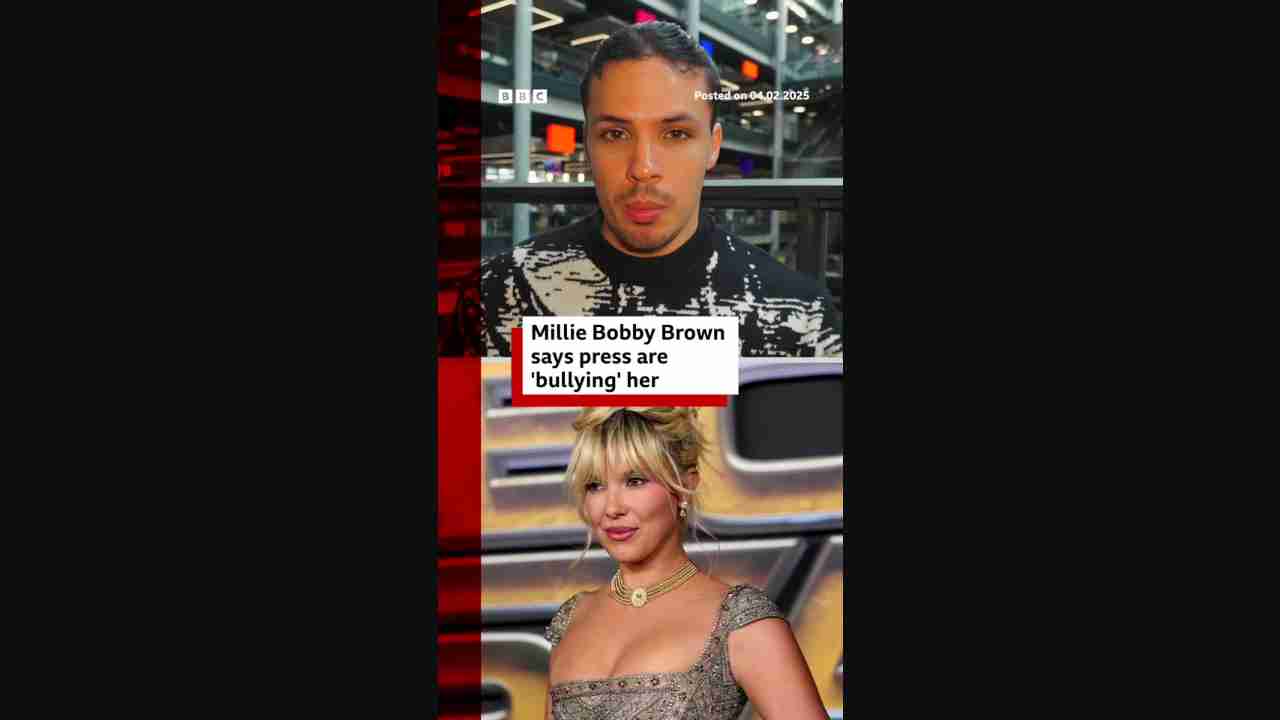 BBC
Posted on 04.02.2025
Millie Bobby Brown
says press are
'bullying' her